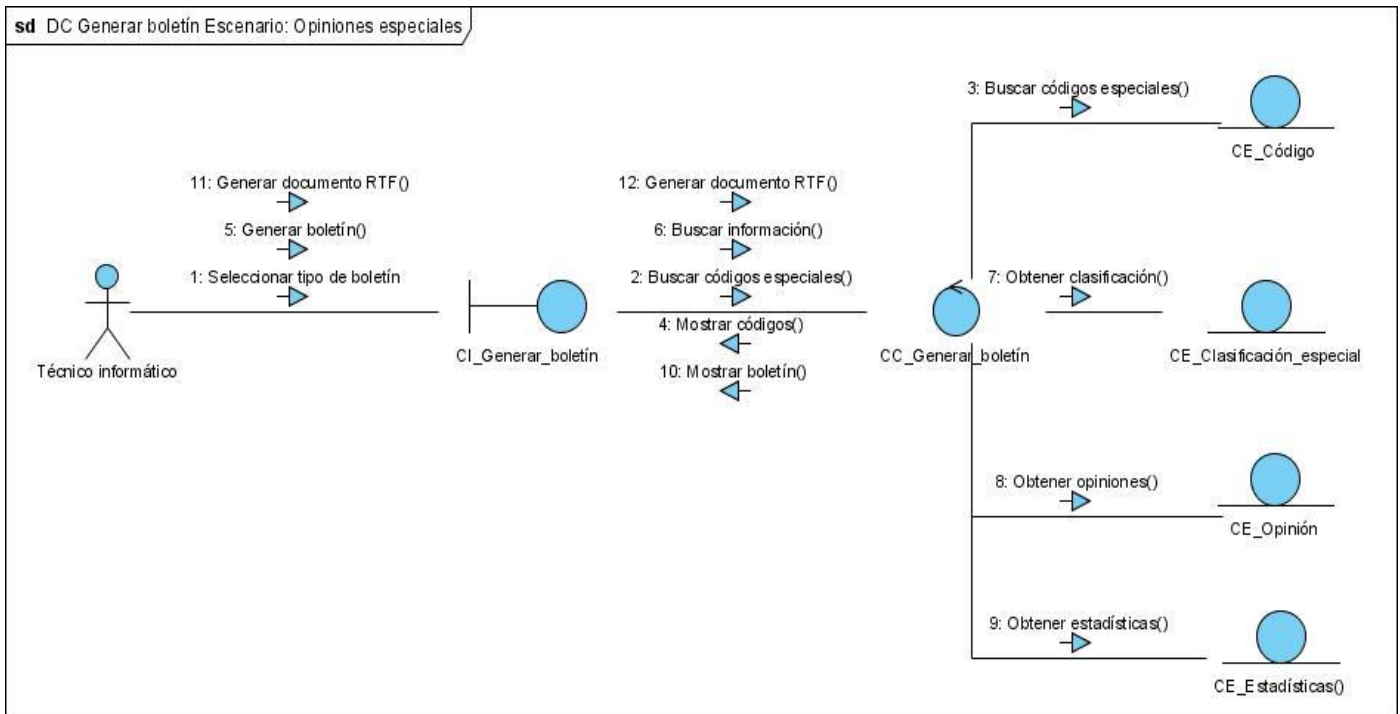 sd DC Generar boletín Escenario: Opiniones especiales
3: Buscar códigos especiales()
CE_Código
11: Generar documento RTF()
12: Generar documento RTF()
5: Generar boletín()
6: Buscar información()
1: Seleccionar tipo de boletín
2: Buscar códigos especiales()
7: Obtener clasificación()
4: Mostrar códigos()
CI_Generar_boletín
CC_Generar_boletín
CE_Clasificación_especial
Técnico informático
10: Mostrar boletín()
8: Obtener opiniones()
CE_Opinión
9: Obtener estadísticas()
CE_Estadísticas()